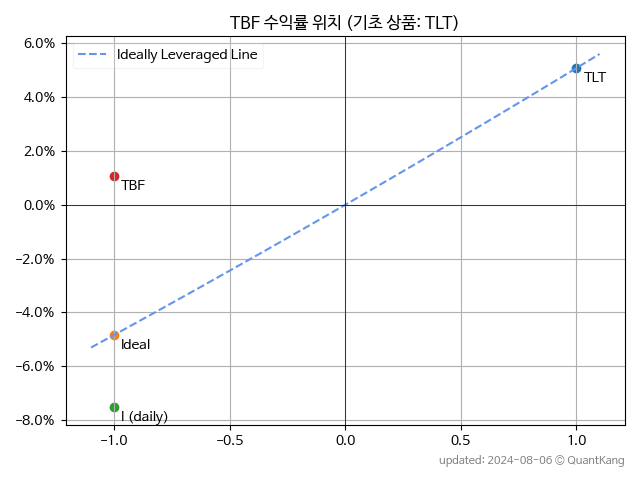 TBF 수익률 위치 (기초 상품: TLT)
6.0%
Ideally Leveraged Line
TLT
4.0%
2.0%
TBF
0.0%
−2.0%
−4.0%
Ideal
−6.0%
I (daily)
−8.0%
−1.0 −0.5 0.0 0.5 1.0
updated: 2024-08-06 © QuantKang